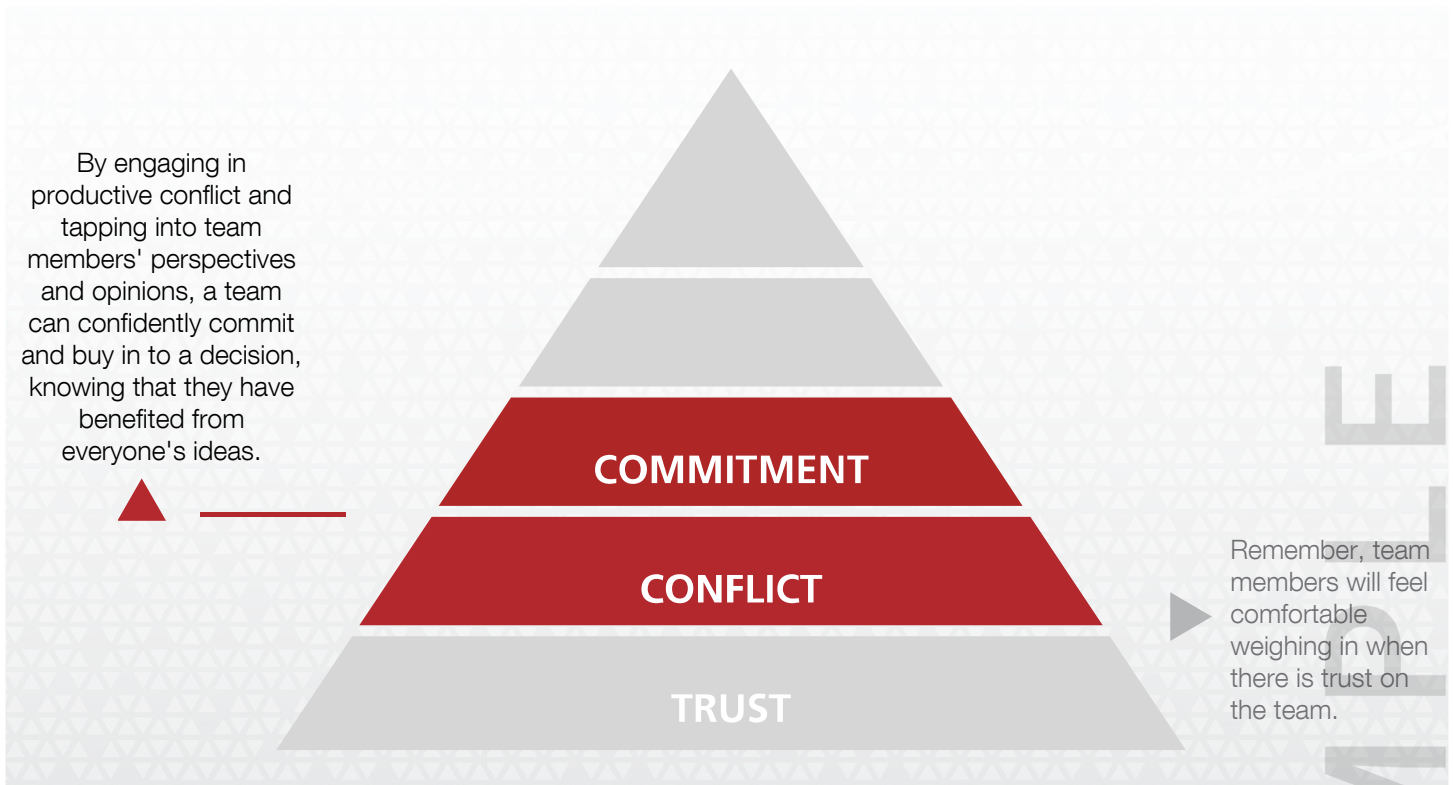 By engaging in
productive conflict and
tapping into team
members' perspectives
and opinions, a team
can confidently commit
and buy in to a decision,
knowing that they have
benefited from
everyone's ideas.
COMMITMENT
CONFLICT
TRUST
Remember, team
members will feel
comfortable
weighing in when
there is trust on
the team.
MPLE